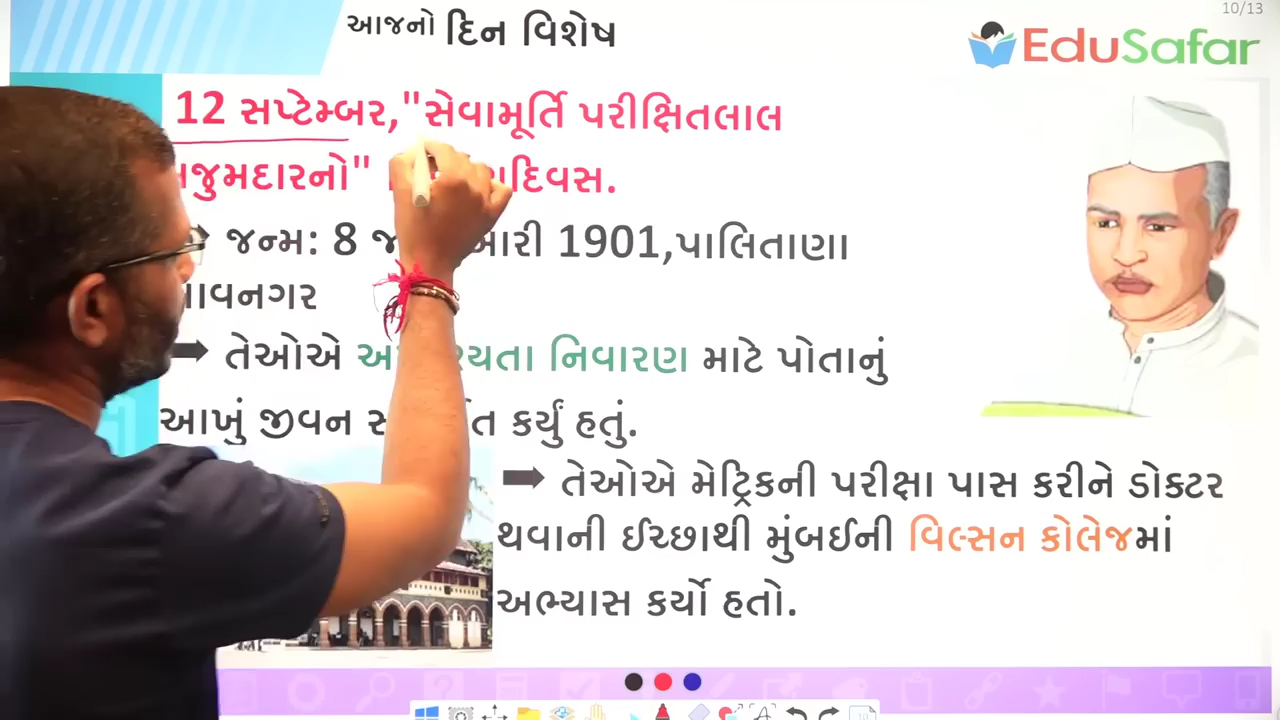 10/13
આજનો દિન વિશેષ
EduSafar
12 સપ્ટેમ્બર,"સેવામૂર્તિ પરીક્ષિતલાલ
જુમદારનો" દિવસ.
જન્મ: 8 આરી 1901,પાલિતાણા
વનગર
તેઓએ નિવારણ માટે પોતાનું
આખું જીવન કર્યું હતું.
તેઓએ મેટ્રિકની પરીક્ષા પાસ કરીને ડોક્ટર
થવાની ઈચ્છાથી મુંબઈની વિલ્સન કોલેજમાં
અભ્યાસ કર્યો હતો.